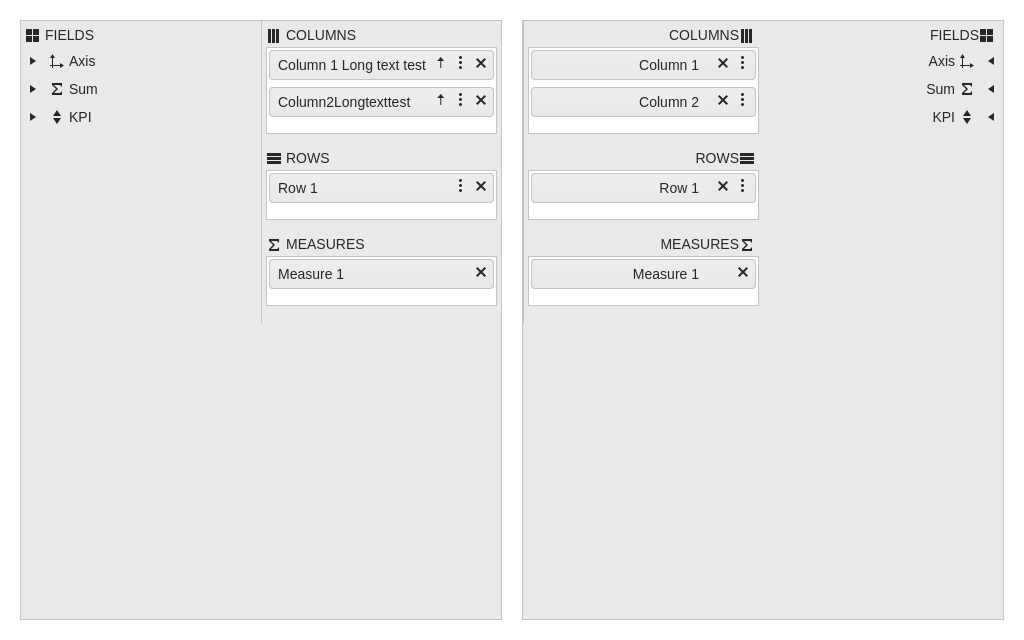 FIELDS
Axis
Sum
KPI
COLUMNS
Column 1 Long text test
Column2Longtexttest
ROWS
Row 1
MEASURES
Measure 1
COLUMNS
Column 1
Column 2
ROWS
Row 1
MEASURES
Measure 1
FIELDS
Axis
Sum
KPI